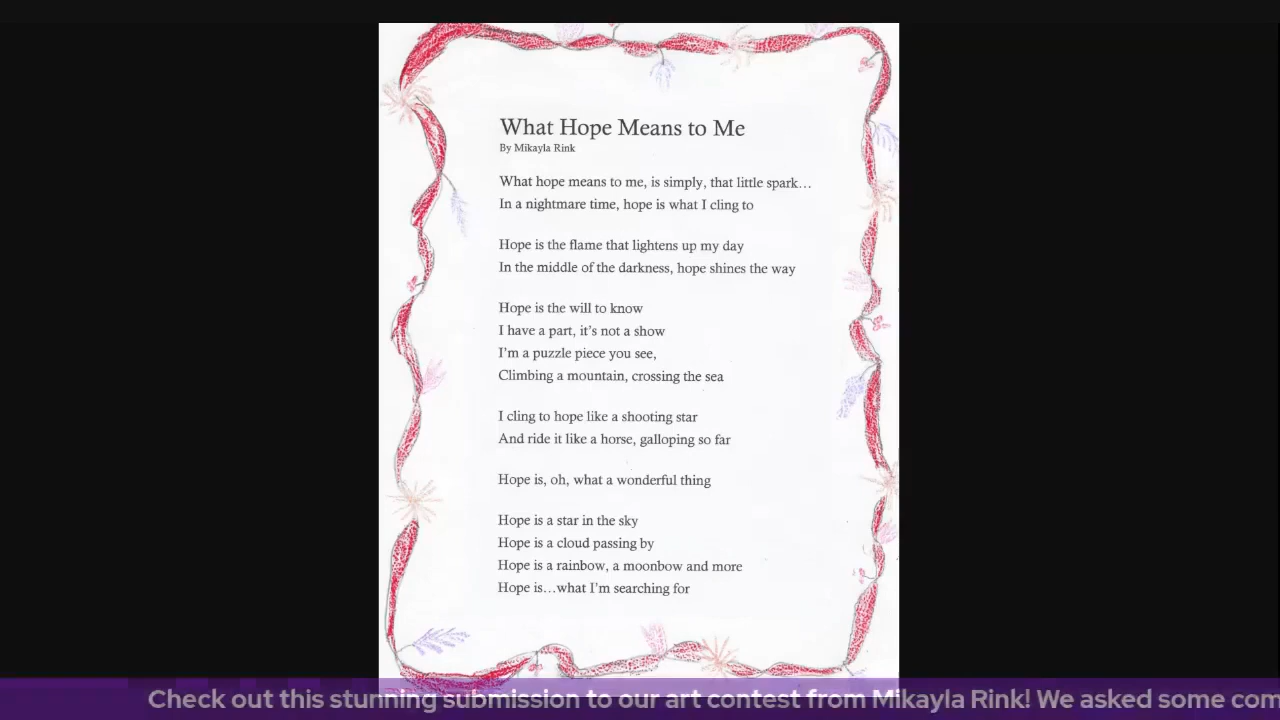 What Hope Means to Me
By Mikayla Rink
What hope means to me, is simply, that little spark…
In a nightmare time, hope is what I cling to
Hope is the flame that lightens up my day
In the middle of the darkness, hope shines the way
Hope is the will to know
I have a part, it's not a show
I'm a puzzle piece you see,
Climbing a mountain, crossing the sea
I cling to hope like a shooting star
And ride it like a horse, galloping so far
Hope is, oh, what a wonderful thing
Hope is a star in the sky
Hope is a cloud passing by
Hope is a rainbow, a moonbow and more
Hope is…what I'm searching for
Check out this stunning submission to our art contest from Mikayla Rink! We asked some com